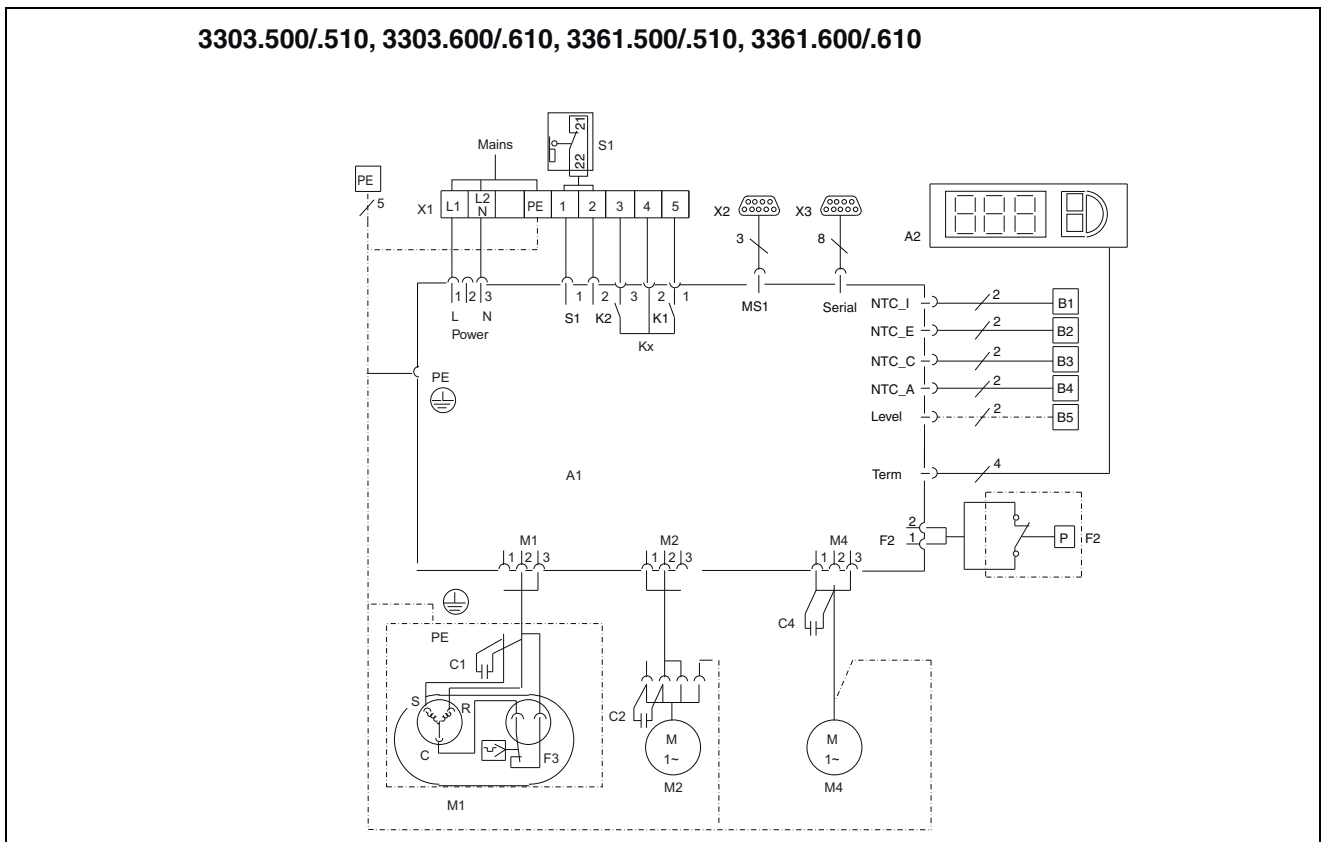 3303.500/.510, 3303.600/.610, 3361.500/.510, 3361.600/.610
21
22
S1
Mains
PE
5
X1
L1
L2
N
PE
1
2
3
4
5
X2
X3
3
8
A2
1
2
3
L
N
Power
1
2
3
2
1
S1
K2
K1
Kx
MS1
Serial
NTC_I
2
B1
NTC_E
2
B2
NTC_C
2
B3
NTC_A
2
B4
Level
2
B5
PE
A1
Term
4
2
1
F2
P
F2
M1
1
2
3
M2
1
2
3
M4
1
2
3
PE
C1
C4
S
R
C
F3
C2
M
1~
M2
M
1~
M4
M1